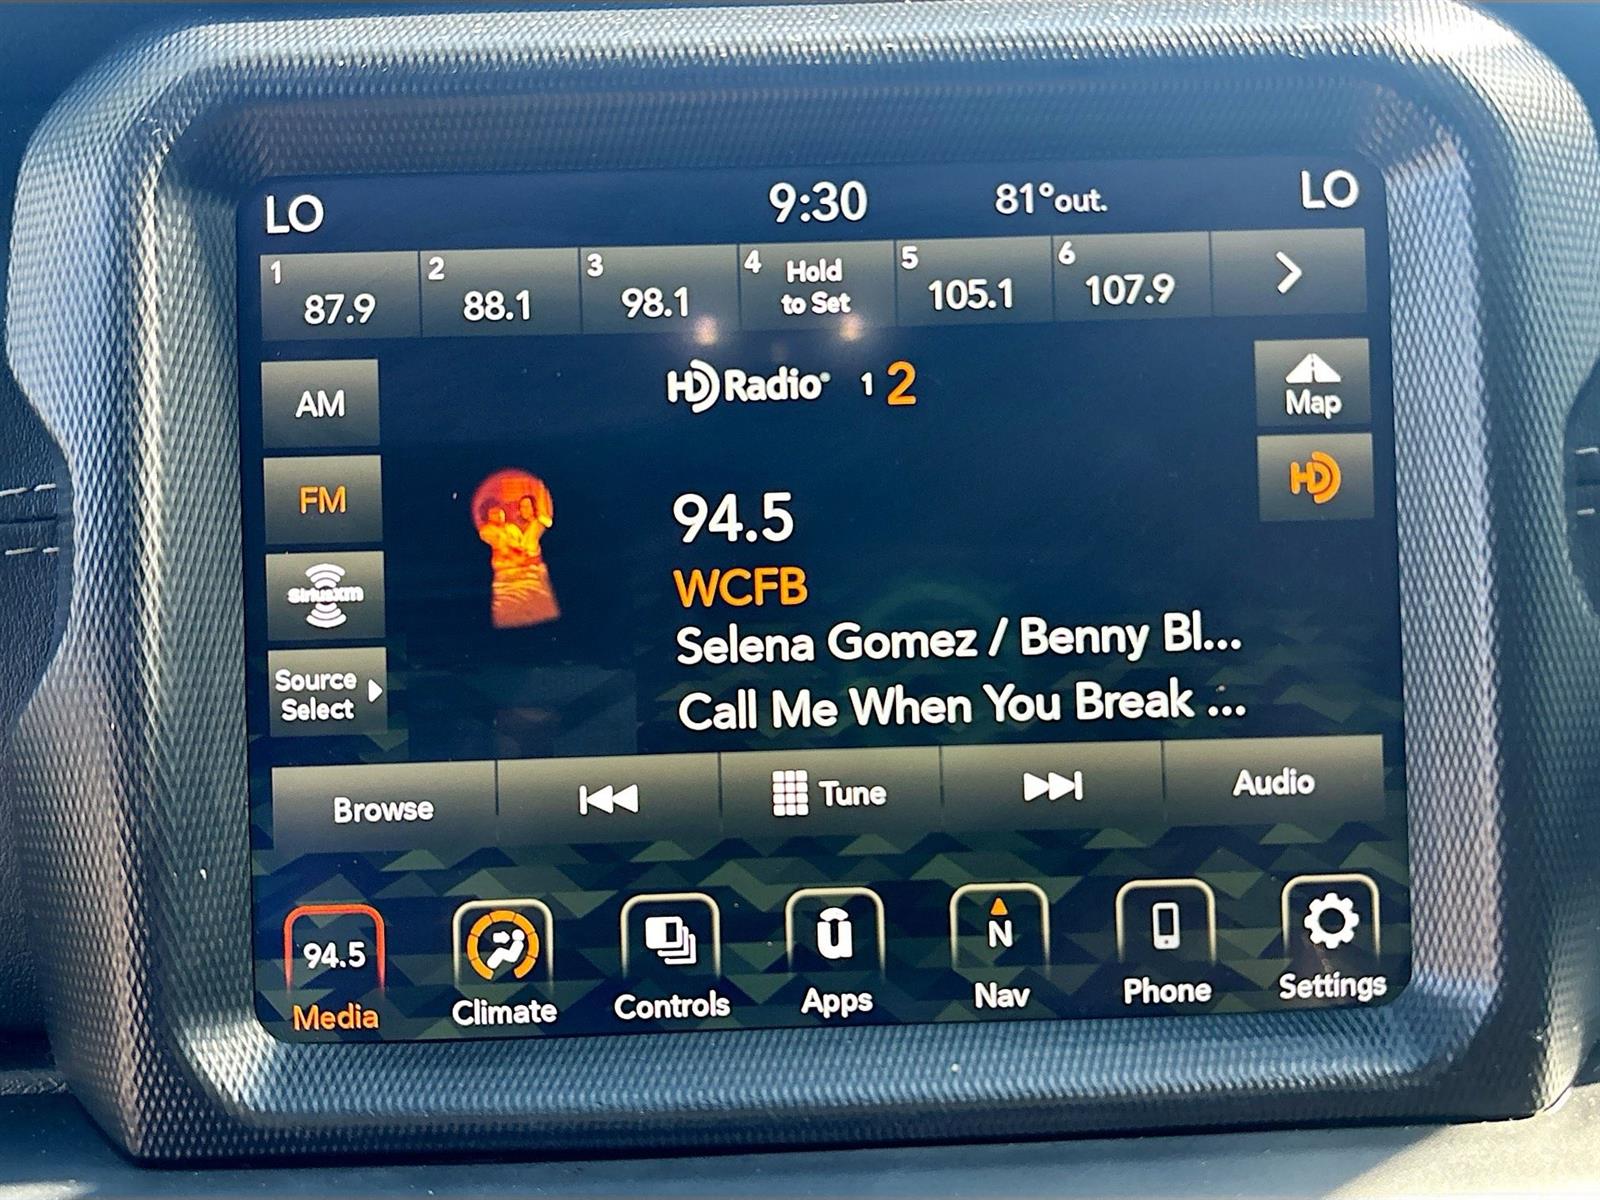 LO 9:30 81°out. LO
1 87.9 2 88.1 3 98.1 4 Hold to Set 5 105.1 6 107.9
HD Radio® 1 2
AM
Map
FM
HD
94.5
WCFB
SiriusXM
Selena Gomez / Benny Bl...
Source
Select
Call Me When You Break ...
Browse Tune Audio
94.5 u N
Media Climate Controls Apps Nav Phone Settings